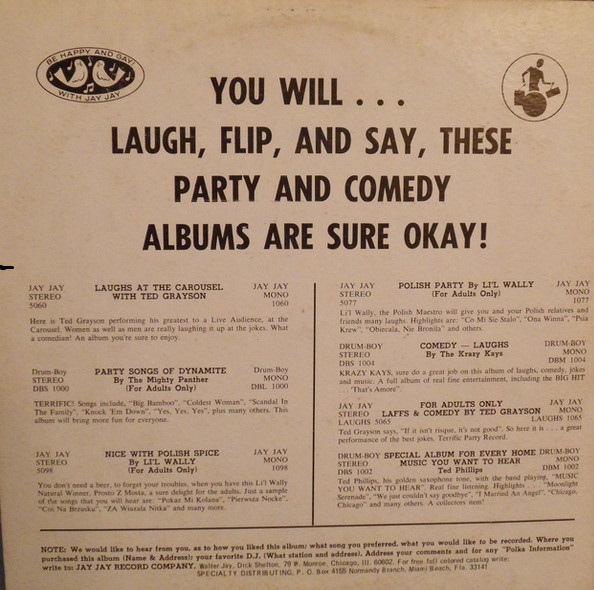 BE HAPPY AND GAY!
WITH JAY JAY
YOU WILL . . .
LAUGH, FLIP, AND SAY, THESE
PARTY AND COMEDY
ALBUMS ARE SURE OKAY!
JAY JAY LAUGHS AT THE CAROUSEL JAY JAY
STEREO WITH TED GRAYSON MONO
5060 1060
Here is Ted Grayson performing his greatest to a Live Audience, at the
Carousel. Women as well as men are really laughing it up at the jokes. What
a comedian! An album you're sure to enjoy.
Drum-Boy PARTY SONGS OF DYNAMITE Drum-Boy
STEREO By The Mighty Panther MONO
DBS 1000 (For Adults Only) DBL 1000
TERRIFIC! Songs include, "Big Bamboo", "Coldest Woman", "Scandal In
The Family", "Knock 'Em Down", "Yes, Yes, Yes", plus many others. This
album will bring more fun for everyone.
JAY JAY NICE WITH POLISH SPICE JAY JAY
STEREO By LI'L WALLY MONO
5098 (For Adults Only) 1098
You don't need a beer, to forget your troubles, when you have this Li'l Wally
Natural Winner. Prosto Z Mosta, a sure delight for the adults. Just a sample
of the songs that you will hear are: "Pokaz Mi Kolana", "Pierwsza Nocke",
"Cos Na Brzusku", "ZA Wiazala Nitka" and many more.
JAY JAY POLISH PARTY By LI'L WALLY JAY JAY
STEREO (For Adults Only) MONO
5077 1077
Li'l Wally, the Polish Maestro will give you and your Polish relatives and
friends many laughs. Highlights are: "Co Mi Sie Stalo", "Ona Winna", "Psia
Krew", "Obiecala, Nie Bronila" and others.
DRUM-BOY COMEDY — LAUGHS DRUM-BOY
STEREO By The Krazy Kays MONO
DBS 1004 DBM 1004
KRAZY KAYS, sure do a great job on this album of laughs, comedy, jokes
and music. A full album of real fine entertainment, including the BIG HIT
. . . "That's Amore".
JAY JAY FOR ADULTS ONLY JAY JAY
STEREO LAFFS & COMEDY BY TED GRAYSON MONO
LAUGHS 5065 LAUGHS 1065
Ted Grayson says, "If it isn't risque, it's not good". So here it is . . . a great
performance of the best jokes. Terrific Party Record.
DRUM-BOY SPECIAL ALBUM FOR EVERY HOME DRUM-BOY
STEREO MUSIC YOU WANT TO HEAR MONO
DBS 1002 Ted Phillips DBM 1002
Ted Phillips, his golden saxophone tone, with the band playing, "MUSIC
YOU WANT TO HEAR". Real fine listening. Highlights . . . "Moonlight
Serenade", "We just couldn't say goodbye", "I Married An Angel", "Chicago,
Chicago" and many others. A collectors item!
NOTE: We would like to hear from you, as to how you liked this album; what song you preferred, what you would like to be recorded. Where you
purchased this album (Name & Address); your favorite D.J. (What station and address). Address your comments and for any "Polka Information"
write to: JAY JAY RECORD COMPANY, Walter Jay, Dick Shelton, 79 W. Monroe, Chicago, Ill. 60602. For free full colored catalog write:
SPECIALTY DISTRIBUTING, P. O. Box 4155 Normandy Branch, Miami Beach, Fla. 33141